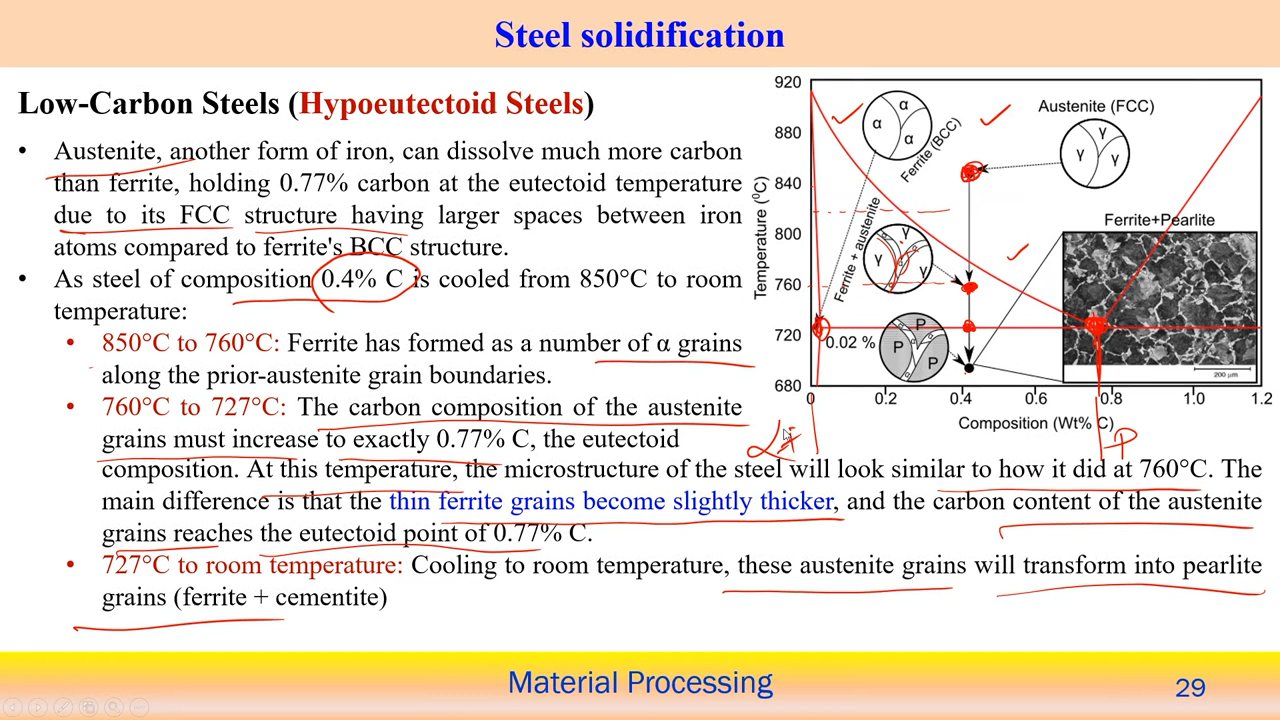 Steel solidification
Low-Carbon Steels (Hypoeutectoid Steels)
• Austenite, another form of iron, can dissolve much more carbon
than ferrite, holding 0.77% carbon at the eutectoid temperature
due to its FCC structure having larger spaces between iron
atoms compared to ferrite's BCC structure.
• As steel of composition 0.4% C is cooled from 850°C to room
temperature:
• 850°C to 760°C: Ferrite has formed as a number of α grains
along the prior-austenite grain boundaries.
• 760°C to 727°C: The carbon composition of the austenite
grains must increase to exactly 0.77% C, the eutectoid
composition. At this temperature, the microstructure of the steel will look similar to how it did at 760°C. The
main difference is that the thin ferrite grains become slightly thicker, and the carbon content of the austenite
grains reaches the eutectoid point of 0.77% C.
• 727°C to room temperature: Cooling to room temperature, these austenite grains will transform into pearlite
grains (ferrite + cementite)
920
880
840
800
760
720
680
Temperature (⁰C)
0 0.2 0.4 0.6 0.8 1.0 1.2
Composition (Wt% C)
α
α
α
Ferrite (BCC)
Austenite (FCC)
γ
γ
γ
Ferrite + austenite
γ
γ
γ
Ferrite+Pearlite
0.02 %
P
P
P
200 μm
α
P
Material Processing
29